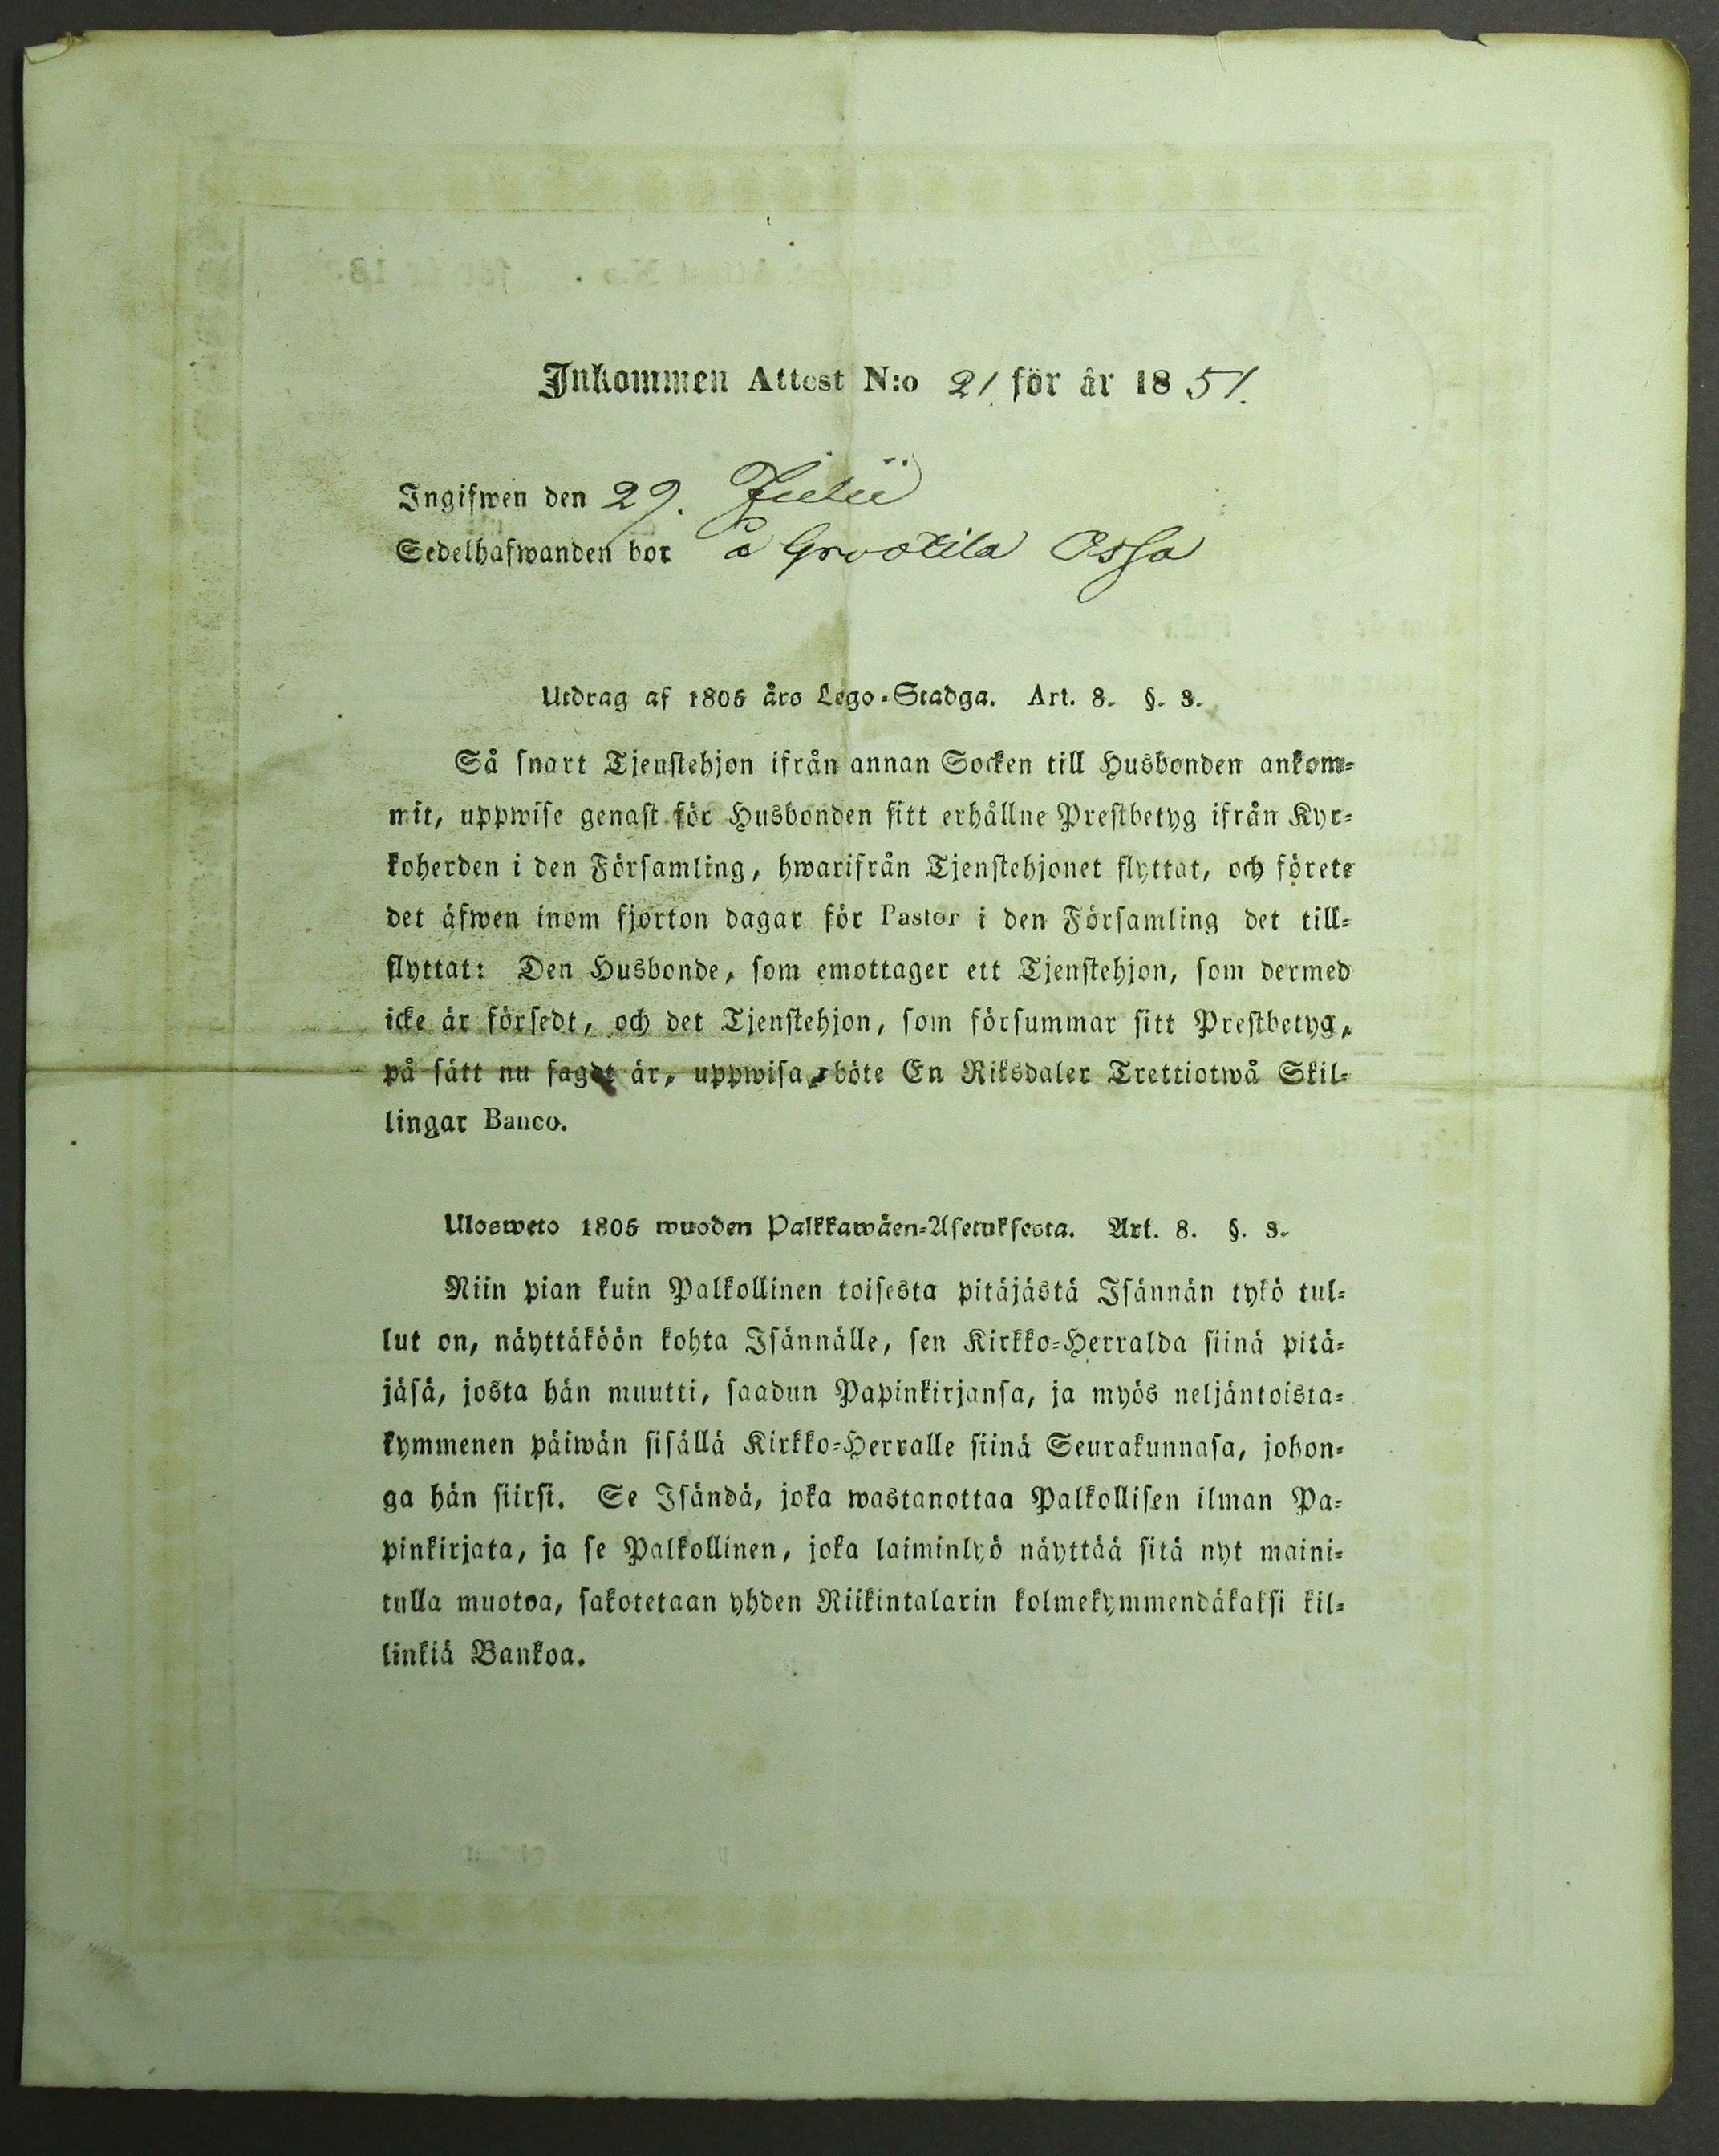 Inkommen Attest N:o 21 för år 1851.
Ingifwen den 29. Julii
Sedelhafwanden bor å Grootila Ossa
Utdrag af 1805 års Lego-Stadga. Art. 8. §. 3.
Så snart Tjenstehjon ifrån annan Socken till Husbonden ankom-
mit, uppwise genast för Husbonden sitt erhållne Prestbetyg ifrån Kyr-
koherden i den Församling, hwarifrån Tjenstehjonet flyttat, och förete
det äfwen inom fjorton dagar för Pastor i den Församling det till-
flyttat: Den Husbonde, som emottager ett Tjenstehjon, som dermed
icke är försedt, och det Tjenstehjon, som försummar sitt Prestbetyg,
på sätt nu sagdt är, uppwisa, böte En Riksdaler Trettiotwå Skil-
lingar Banco.
Ulosweto 1805 wuoden Palkkawäen-Asetuksesta. Art. 8. §. 3.
Niin pian kuin Palkollinen toisesta pitäjästä Isännän tykö tul-
lut on, näyttäköön kohta Isännälle, sen Kirkko-Herralda siinä pitä-
jäsä, josta hän muutti, saadun Papinkirjansa, ja myös neljäntoista-
kymmenen päiwän sisällä Kirkko-Herralle siinä Seurakunnasa, johon-
ga hän siirsi. Se Isändä, joka wastanottaa Palkollisen ilman Pa-
pinkirjata, ja se Palkollinen, joka laiminlyö näyttää sitä nyt maini-
tulla muotoa, sakotetaan yhden Riikintalarin kolmekymmendäkaksi kil-
linkiä Bankoa.